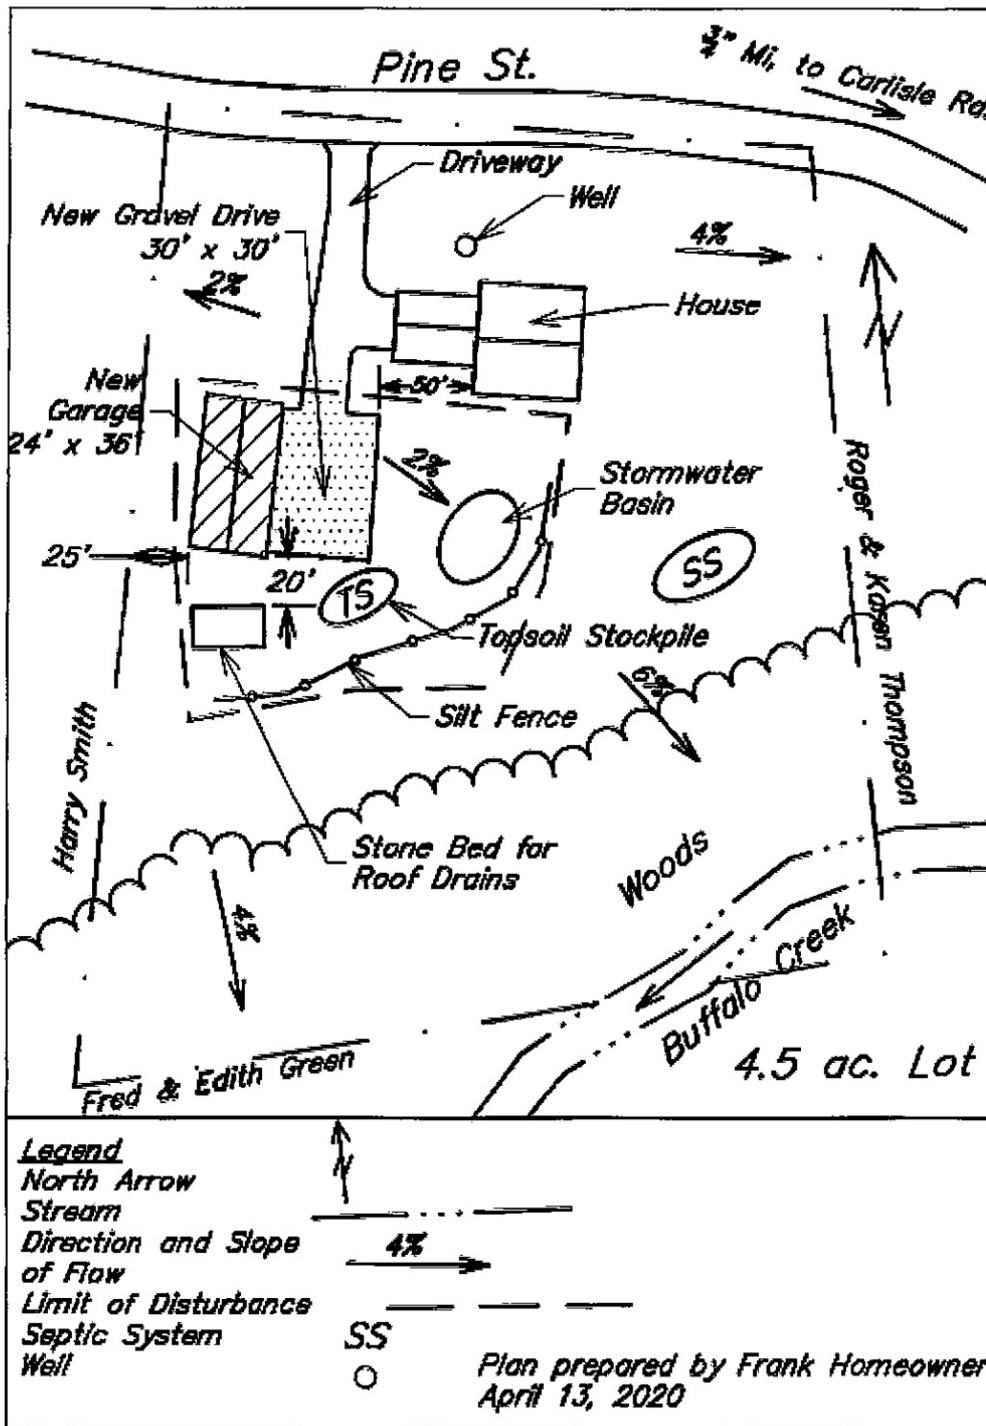 Pine St.
3/4" Mi, to Carlisle
Driveway
Well
New Gravel Drive
30' x 30'
4%
2%
N
House
New
Garage
24' x 36'
50'
2%
Stormwater
Basin
25'
20'
TS
SS
Topsoil Stockpile
Silt Fence
6%
Roger & Karen Thompson
Harry Smith
Stone Bed for
Roof Drains
Woods
4%
Buffalo Creek
Fred & Edith Green
4.5 ac. Lot
Legend
North Arrow
N
Stream
Direction and Slope
of Flow
4%
Limit of Disturbance
Septic System
SS
Well
Plan prepared by Frank Homeowner
April 13, 2020